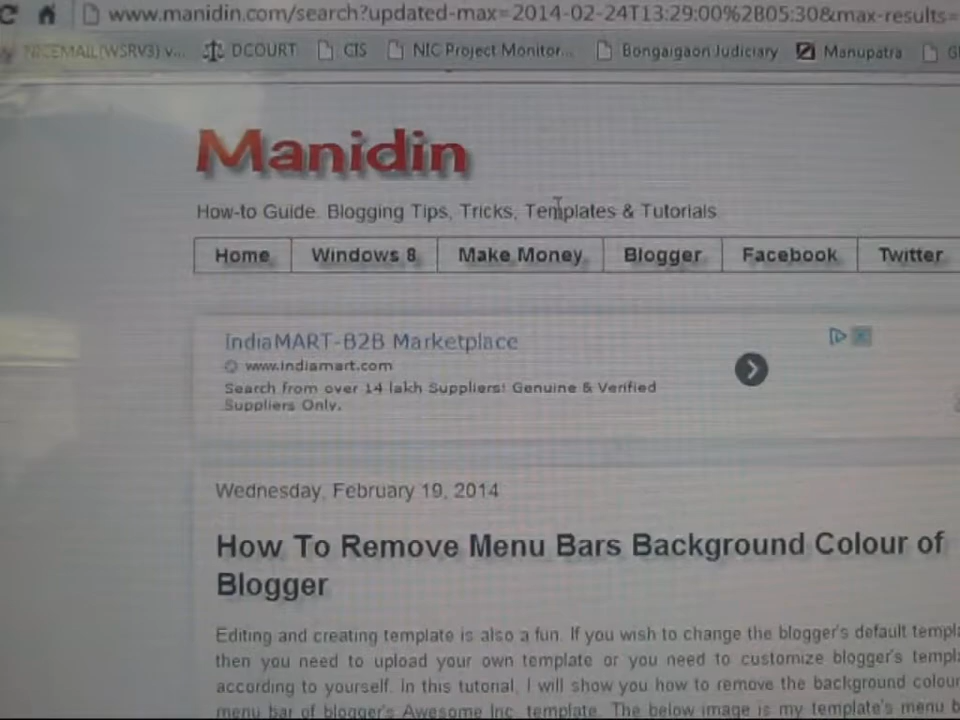 www.manidin.com/search?updated-max=2014-02-24T13:29:00%2B05:30&max-results=
NICEMAIL(WSRV3) v... DCOURT CIS NIC Project Monitor... Bongaigaon Judiciary Manupatra
Manidin
How-to Guide. Blogging Tips, Tricks, Templates & Tutorials
Home Windows 8 Make Money Blogger Facebook Twitter
IndiaMART-B2B Marketplace
www.indiamart.com
Search from over 14 lakh Suppliers! Genuine & Verified
Suppliers Only.
Wednesday, February 19, 2014
How To Remove Menu Bars Background Colour of
Blogger
Editing and creating template is also a fun. If you wish to change the blogger's default templ
then you need to upload your own template or you need to customize blogger's templ
according to yourself. In this tutorial, I will show you how to remove the background colou
menu bar of blogger's Awesome Inc. template. The below image is my template's menu b